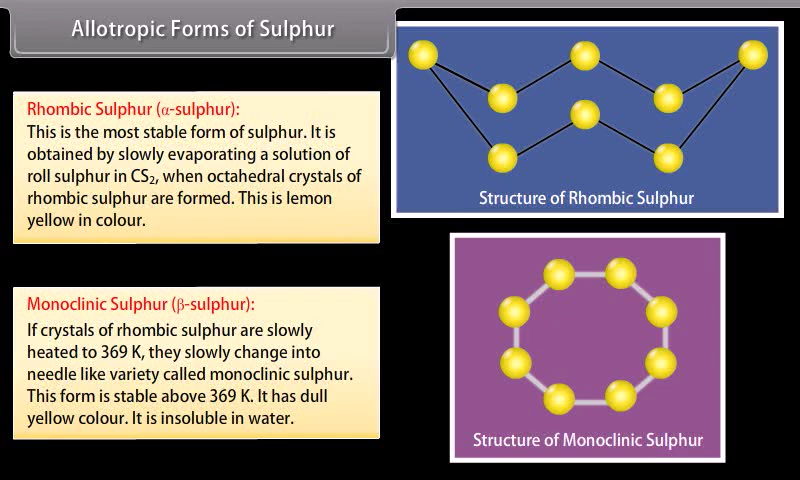 Allotropic Forms of Sulphur
Rhombic Sulphur (α-sulphur):
This is the most stable form of sulphur. It is
obtained by slowly evaporating a solution of
roll sulphur in CS₂, when octahedral crystals of
rhombic sulphur are formed. This is lemon
yellow in colour.
Structure of Rhombic Sulphur
Monoclinic Sulphur (β-sulphur):
If crystals of rhombic sulphur are slowly
heated to 369 K, they slowly change into
needle like variety called monoclinic sulphur.
This form is stable above 369 K. It has dull
yellow colour. It is insoluble in water.
Structure of Monoclinic Sulphur